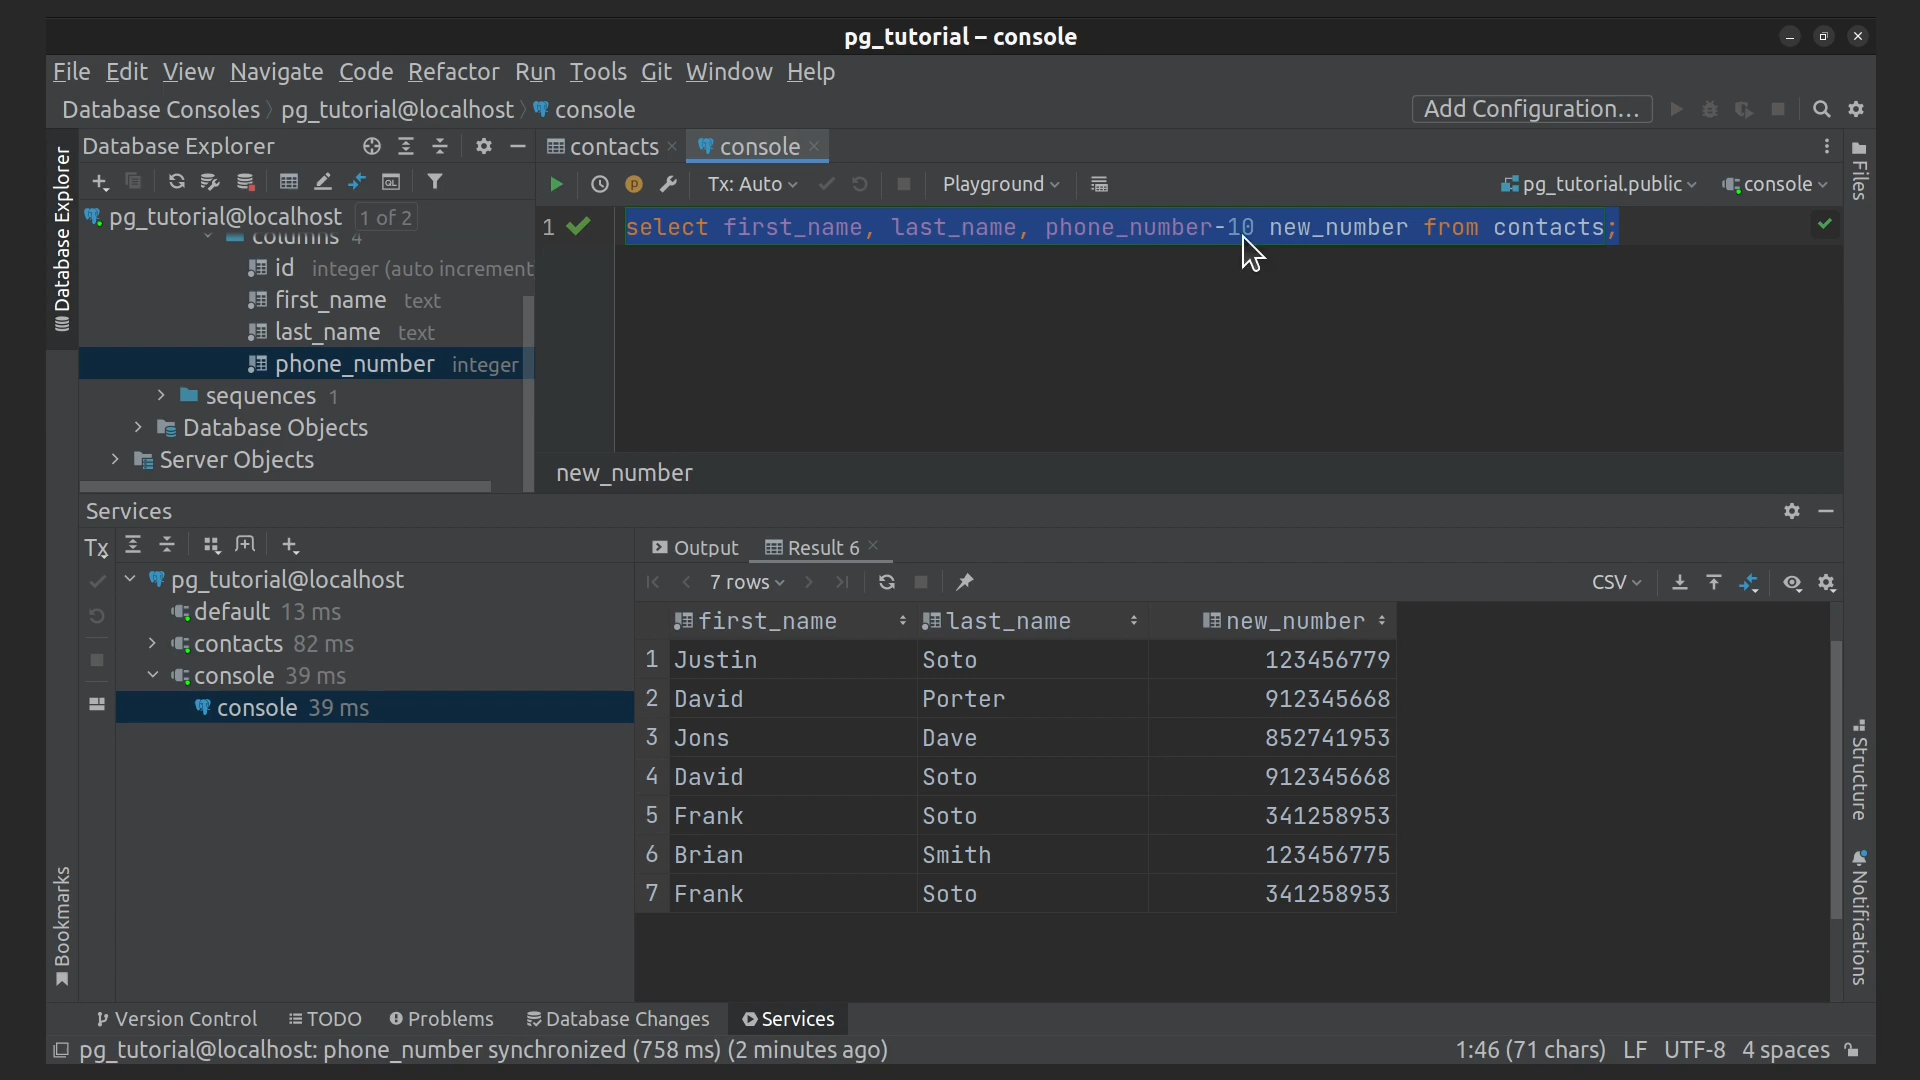 pg_tutorial – console
File Edit View Navigate Code Refactor Run Tools Git Window Help
Database Consoles pg_tutorial@localhost console
Add Configuration...
Database Explorer
Database Explorer
contacts
console
Files
Tx: Auto
Playground
pg_tutorial.public
console
pg_tutorial@localhost 1 of 2
columns 4
id integer (auto increment
first_name text
last_name text
phone_number integer
sequences 1
Database Objects
Server Objects
1 select first_name, last_name, phone_number-10 new_number from contacts;
new_number
Services
Tx
pg_tutorial@localhost
default 13 ms
contacts 82 ms
console 39 ms
console 39 ms
Output
Result 6
7 rows
CSV
first_name last_name new_number
1 Justin Soto 123456779
2 David Porter 912345668
3 Jons Dave 852741953
4 David Soto 912345668
5 Frank Soto 341258953
6 Brian Smith 123456775
7 Frank Soto 341258953
Structure
Notifications
Bookmarks
Version Control TODO Problems Database Changes Services
pg_tutorial@localhost: phone_number synchronized (758 ms) (2 minutes ago)
1:46 (71 chars) LF UTF-8 4 spaces